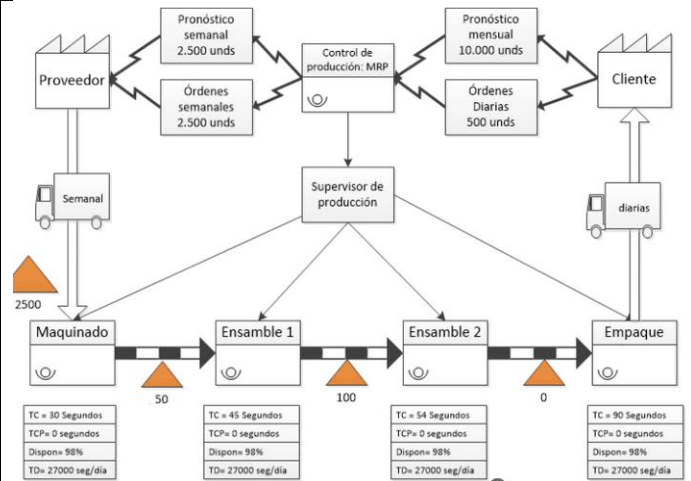 Pronóstico
semanal
2.500 unds
Pronóstico
mensual
10.000 unds
Control de
producción: MRP
Proveedor
Cliente
Órdenes
semanales
2.500 unds
Órdenes
Diarias
500 unds
Supervisor de
producción
Semanal
diarias
2500
Maquinado
Ensamble 1
Ensamble 2
Empaque
50
100
0
TC = 30 Segundos
TCP= 0 segundos
Dispon= 98%
TD= 27000 seg/día
TC = 45 Segundos
TCP= 0 segundos
Dispon= 98%
TD= 27000 seg/día
TC = 54 Segundos
TCP= 0 segundos
Dispon= 98%
TD= 27000 seg/día
TC = 90 Segundos
TCP= 0 segundos
Dispon= 98%
TD= 27000 seg/día